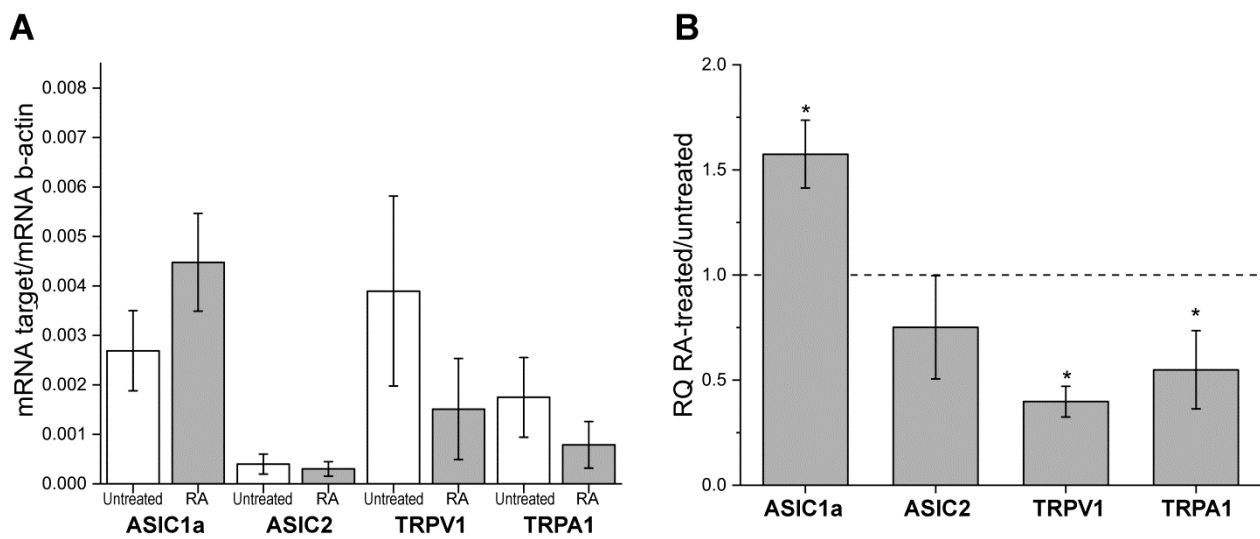 A
mRNA target/mRNA b-actin
0.008
0.007
0.006
0.005
0.004
0.003
0.002
0.001
0.000
Untreated RA Untreated RA Untreated RA Untreated RA
ASIC1a ASIC2 TRPV1 TRPA1
B
RQ RA-treated/untreated
2.0
1.5
1.0
0.5
0.0
*
*
*
ASIC1a ASIC2 TRPV1 TRPA1